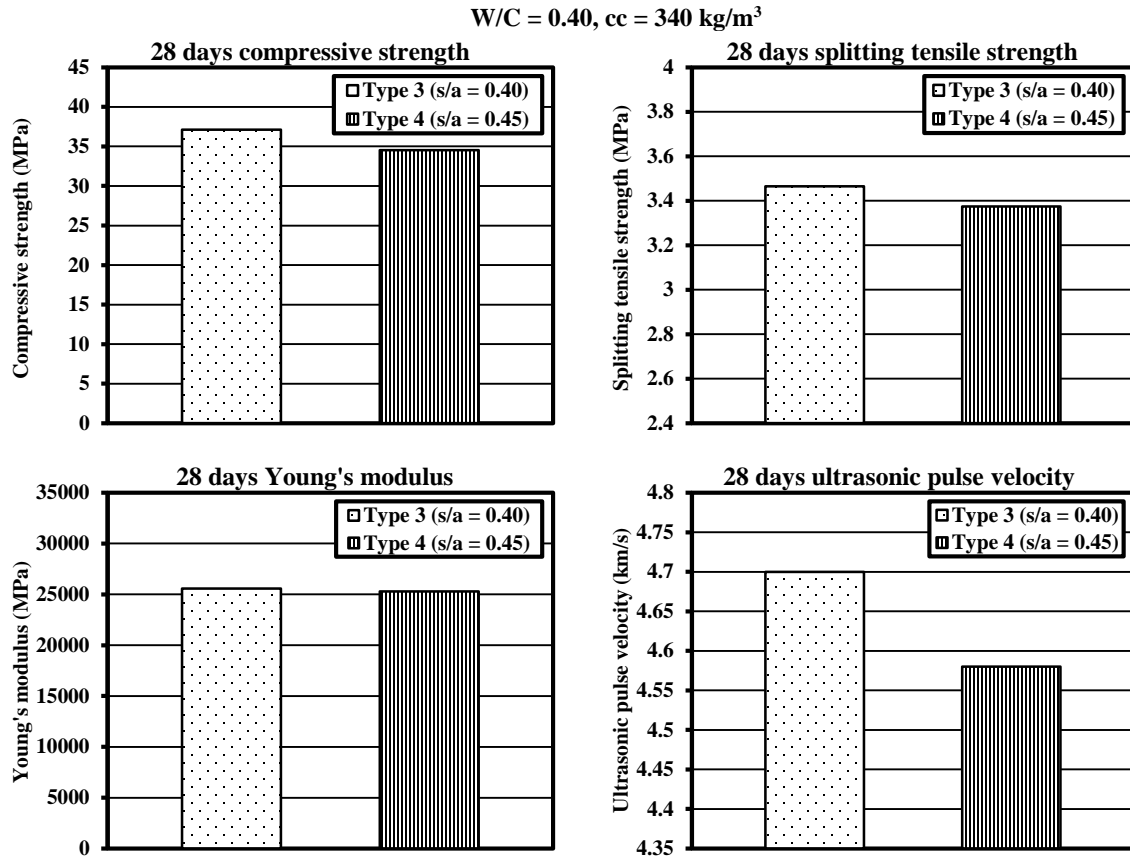 W/C = 0.40, cc = 340 kg/m³
28 days compressive strength
Compressive strength (MPa)
45
40
35
30
25
20
15
10
5
0
Type 3 (s/a = 0.40)
Type 4 (s/a = 0.45)
28 days splitting tensile strength
Splitting tensile strength (MPa)
4
3.8
3.6
3.4
3.2
3
2.8
2.6
2.4
Type 3 (s/a = 0.40)
Type 4 (s/a = 0.45)
28 days Young's modulus
Young's modulus (MPa)
35000
30000
25000
20000
15000
10000
5000
0
Type 3 (s/a = 0.40)
Type 4 (s/a = 0.45)
28 days ultrasonic pulse velocity
Ultrasonic pulse velocity (km/s)
4.8
4.75
4.7
4.65
4.6
4.55
4.5
4.45
4.4
4.35
Type 3 (s/a = 0.40)
Type 4 (s/a = 0.45)